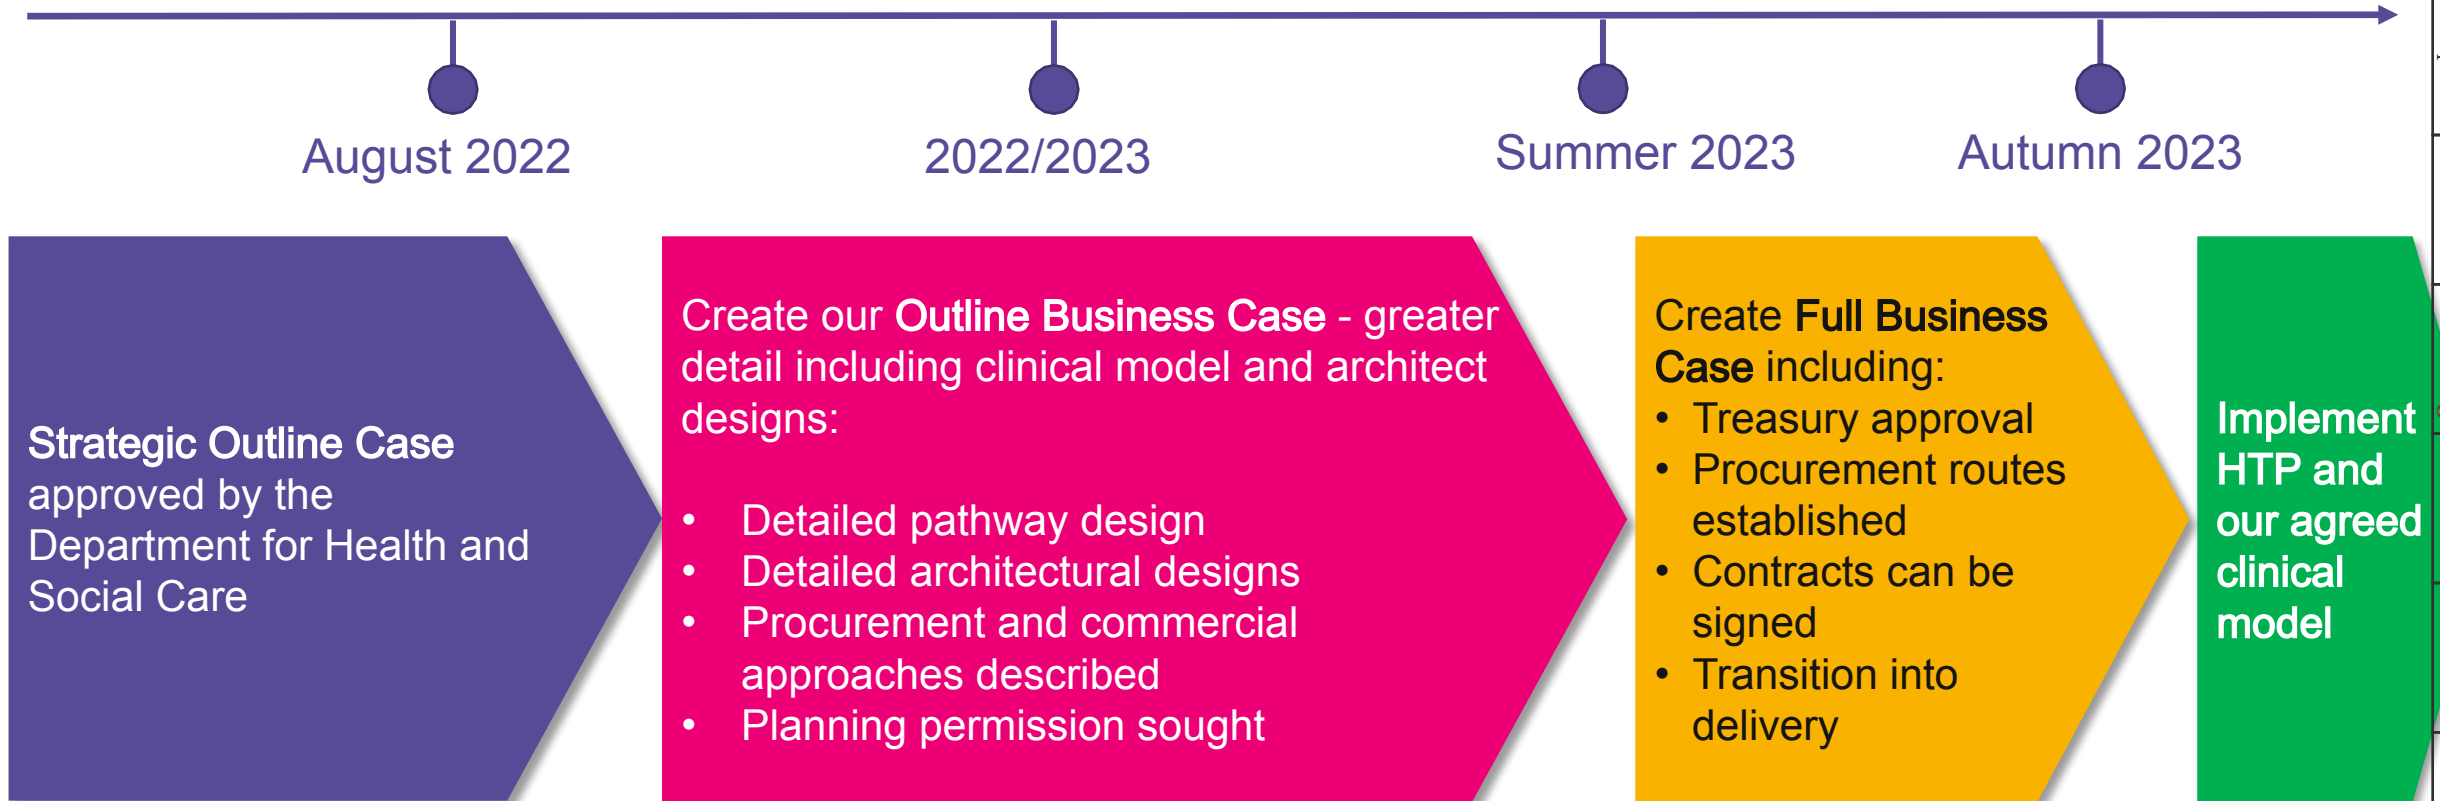 August 2022
2022/2023
Summer 2023
Autumn 2023
Strategic Outline Case
approved by the
Department for Health and
Social Care
Create our Outline Business Case - greater
detail including clinical model and architect
designs:
• Detailed pathway design
• Detailed architectural designs
• Procurement and commercial
approaches described
• Planning permission sought
Create Full Business
Case including:
• Treasury approval
• Procurement routes
established
• Contracts can be
signed
• Transition into
delivery
Implement
HTP and
our agreed
clinical
model